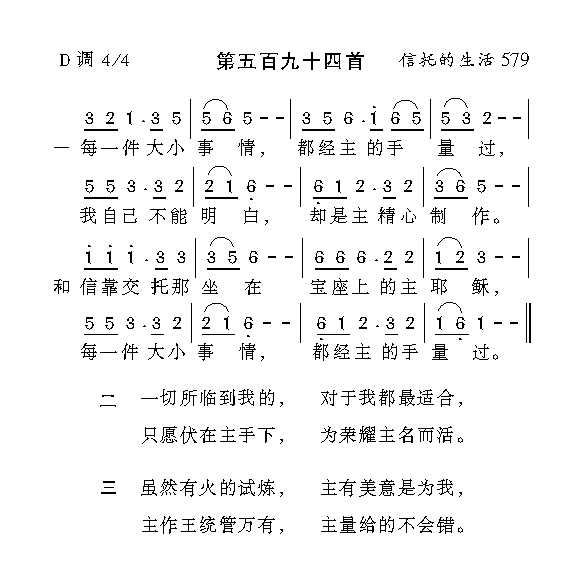 D 调 4/4 第五百九十四首 信托的生活 579
3 2 1 · 3 5 | 5 6 5 - - | 3 5 6 · i 6 5 | 5 3 2 - - |
一 每一件 大小 事 情， 都经主 的手 量 过，
5 5 3 · 3 2 | 2 1 6 - - | 6 1 2 · 3 2 | 3 6 5 - - |
我自己 不能 明 白， 却是主 精心 制 作。
i i i · 3 3 | 3 5 6 - - | 6 6 6 · 2 2 | 1 2 3 - - |
和 信靠交 托那 坐 在 宝座上 的主 耶 稣，
5 5 3 · 3 2 | 2 1 6 - - | 6 1 2 · 3 2 | 1 6 1 - - ‖
每一件 大小 事 情， 都经主 的手 量 过。
二 一切所临到我的， 对于我都最适合，
只愿伏在主手下， 为荣耀主名而活。
三 虽然有火的试炼， 主有美意是为我，
主作王统管万有， 主量给的不会错。